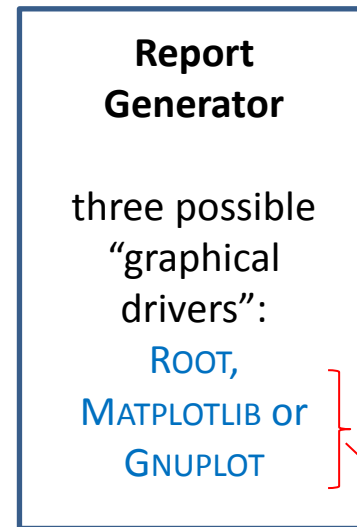 Report
Generator
three possible
“graphical
drivers”:
ROOT,
MATPLOTLIB or
GNUPLOT